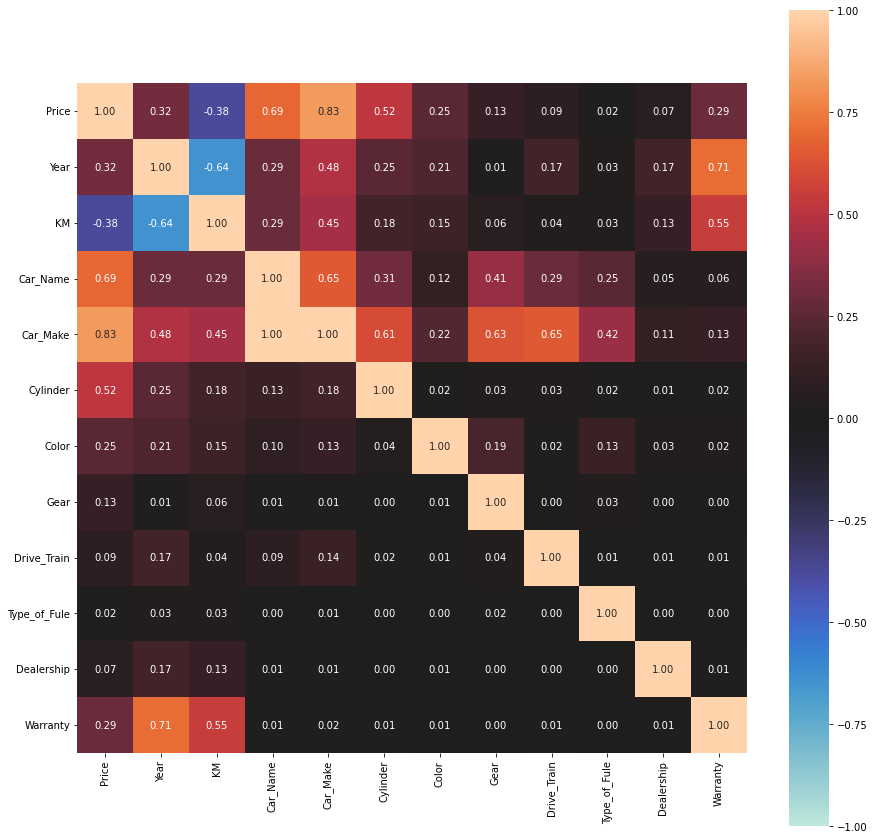 Price 1.00 0.32 -0.38 0.69 0.83 0.52 0.25 0.13 0.09 0.02 0.07 0.29
Year 0.32 1.00 -0.64 0.29 0.48 0.25 0.21 0.01 0.17 0.03 0.17 0.71
KM -0.38 -0.64 1.00 0.29 0.45 0.18 0.15 0.06 0.04 0.03 0.13 0.55
Car_Name 0.69 0.29 0.29 1.00 0.65 0.31 0.12 0.41 0.29 0.25 0.05 0.06
Car_Make 0.83 0.48 0.45 1.00 1.00 0.61 0.22 0.63 0.65 0.42 0.11 0.13
Cylinder 0.52 0.25 0.18 0.13 0.18 1.00 0.02 0.03 0.03 0.02 0.01 0.02
Color 0.25 0.21 0.15 0.10 0.13 0.04 1.00 0.19 0.02 0.13 0.03 0.02
Gear 0.13 0.01 0.06 0.01 0.01 0.00 0.01 1.00 0.00 0.03 0.00 0.00
Drive_Train 0.09 0.17 0.04 0.09 0.14 0.02 0.01 0.04 1.00 0.01 0.01 0.01
Type_of_Fule 0.02 0.03 0.03 0.00 0.01 0.00 0.00 0.02 0.00 1.00 0.00 0.00
Dealership 0.07 0.17 0.13 0.01 0.01 0.00 0.01 0.00 0.00 0.00 1.00 0.01
Warranty 0.29 0.71 0.55 0.01 0.02 0.01 0.01 0.00 0.01 0.00 0.01 1.00
Price Year KM Car_Name Car_Make Cylinder Color Gear Drive_Train Type_of_Fule Dealership Warranty
1.00
0.75
0.50
0.25
0.00
−0.25
−0.50
−0.75
−1.00